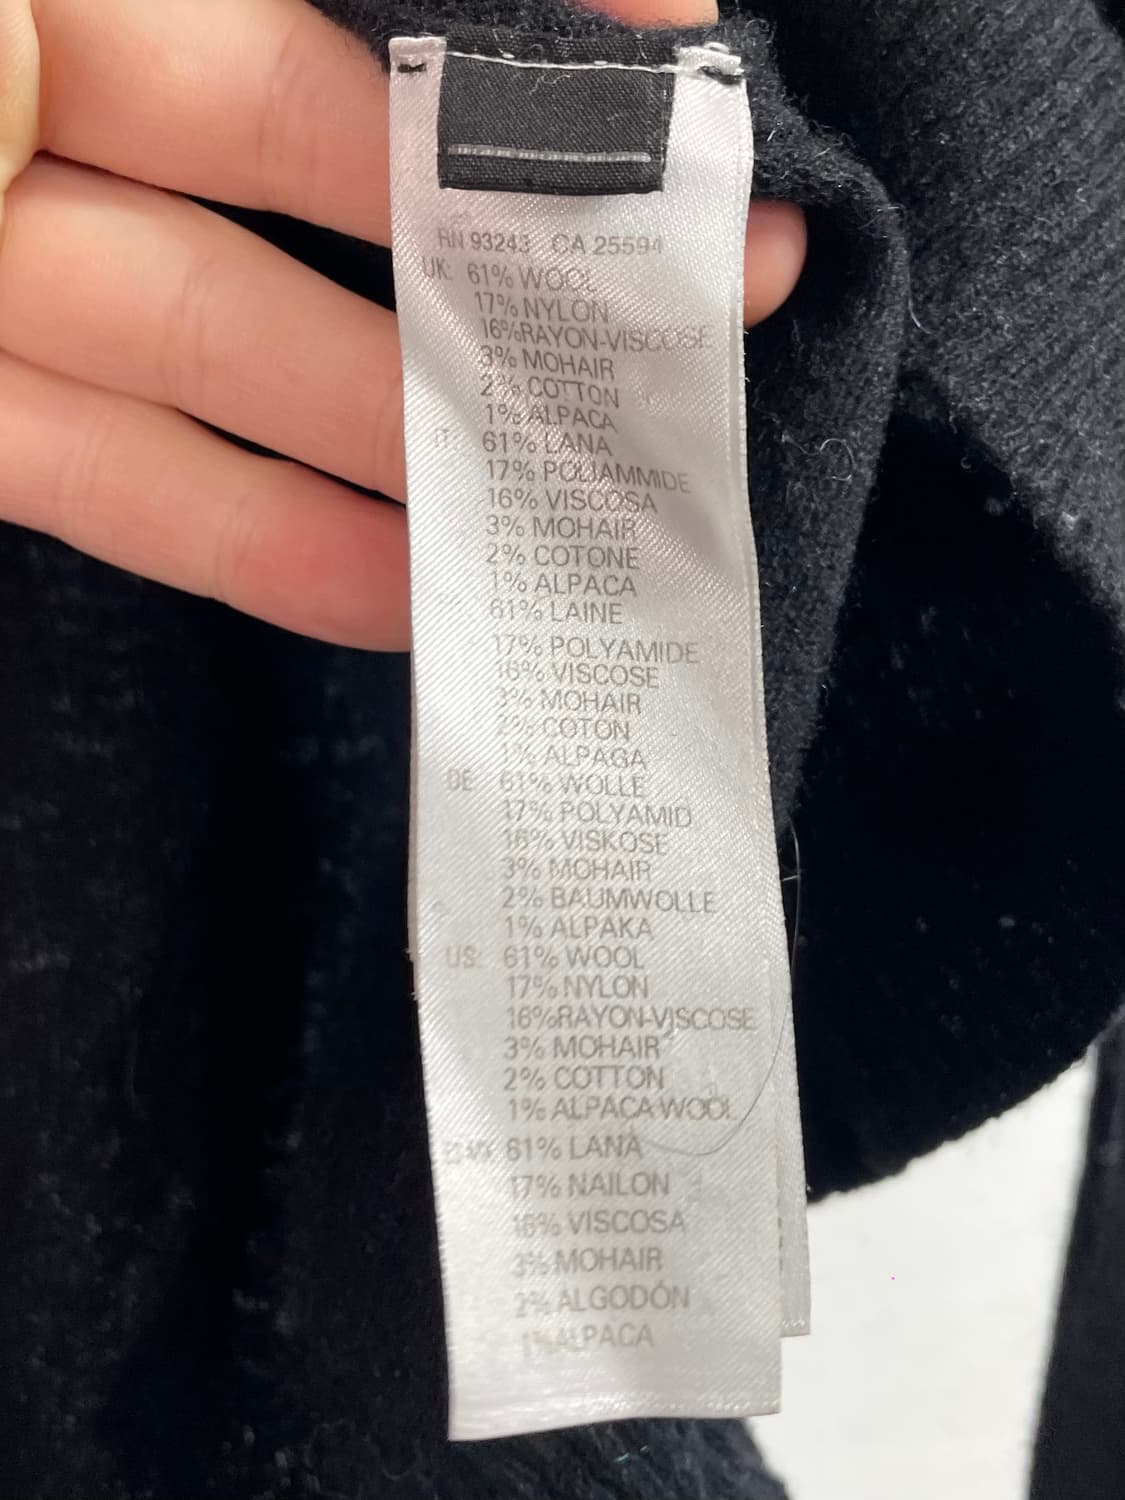 RN 93243 CA 25594
UK: 61% WOOL
17% NYLON
16%RAYON-VISCOSE
3% MOHAIR
2% COTTON
1% ALPACA
IT: 61% LANA
17% POLIAMMIDE
16% VISCOSA
3% MOHAIR
2% COTONE
1% ALPACA
61% LAINE
17% POLYAMIDE
16% VISCOSE
3% MOHAIR
2% COTON
1% ALPAGA
DE 61% WOLLE
17% POLYAMID
16% VISKOSE
3% MOHAIR
2% BAUMWOLLE
1% ALPAKA
US: 61% WOOL
17% NYLON
16%RAYON-VISCOSE
3% MOHAIR
2% COTTON
1% ALPACA WOOL
61% LANA
17% NAILON
16% VISCOSA
3% MOHAIR
2% ALGODÓN
1% ALPACA